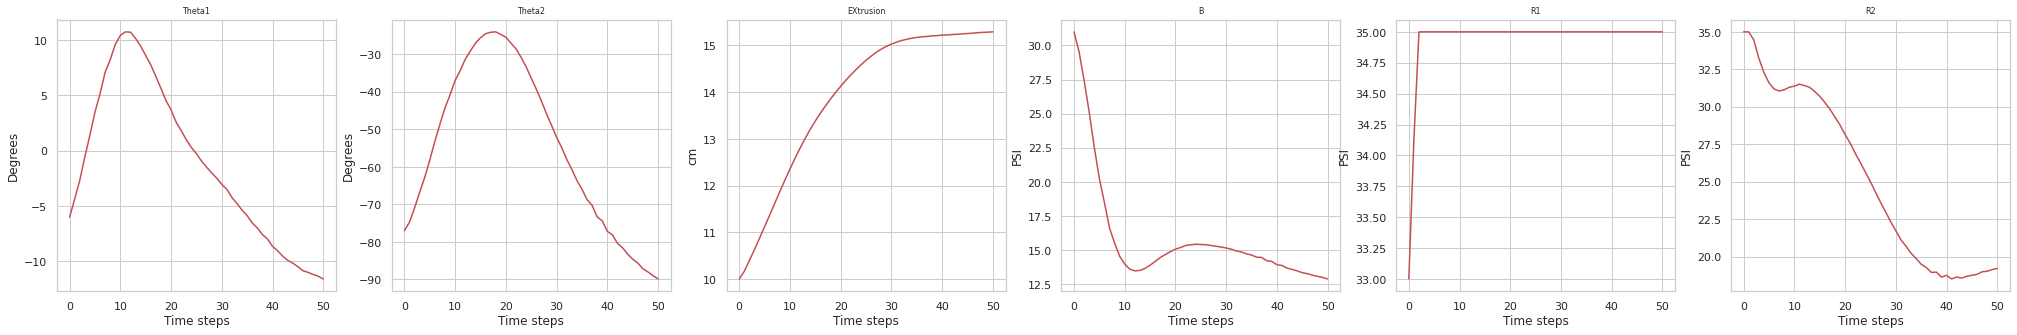 Theta1
Degrees
10
5
0
−5
−10
0 10 20 30 40 50
Time steps
Theta2
Degrees
−30
−40
−50
−60
−70
−80
−90
0 10 20 30 40 50
Time steps
EXtrusion
cm
15
14
13
12
11
10
0 10 20 30 40 50
Time steps
B
PSI
30.0
27.5
25.0
22.5
20.0
17.5
15.0
12.5
0 10 20 30 40 50
Time steps
R1
PSI
35.00
34.75
34.50
34.25
34.00
33.75
33.50
33.25
33.00
0 10 20 30 40 50
Time steps
R2
PSI
35.0
32.5
30.0
27.5
25.0
22.5
20.0
0 10 20 30 40 50
Time steps